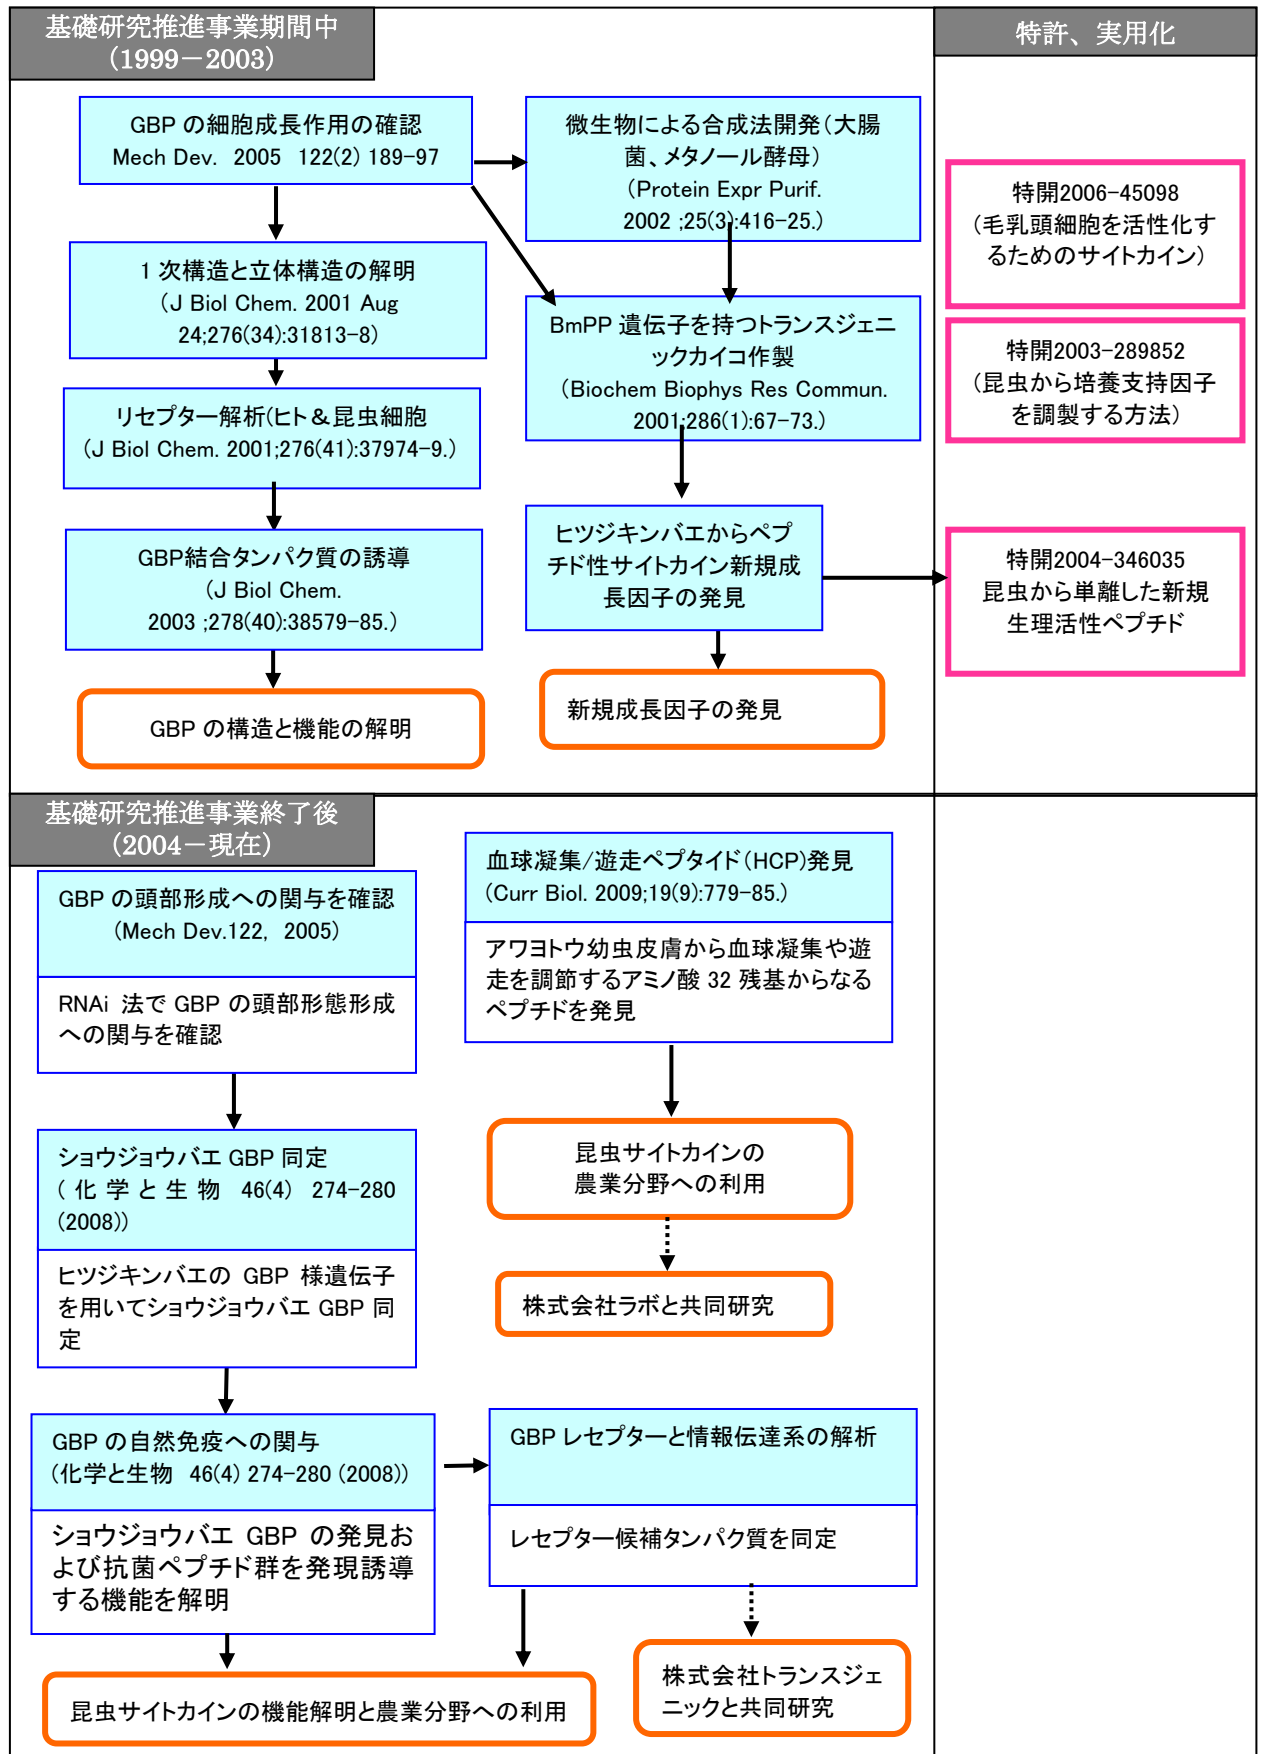 基礎研究推進事業期間中
（1999－2003）
特許、実用化
GBP の細胞成長作用の確認
Mech Dev. 2005 122(2) 189-97
微生物による合成法開発（大腸
菌、メタノール酵母）
(Protein Expr Purif.
2002 ;25(3):416-25.)
1 次構造と立体構造の解明
(J Biol Chem. 2001 Aug
24;276(34):31813-8)
BmPP 遺伝子を持つトランスジェニ
ックカイコ作製
(Biochem Biophys Res Commun.
2001;286(1):67-73.)
リセプター解析(ヒト＆昆虫細胞
(J Biol Chem. 2001;276(41):37974-9.)
GBP結合タンパク質の誘導
(J Biol Chem.
2003 ;278(40):38579-85.)
ヒツジキンバエからペプ
チド性サイトカイン新規成
長因子の発見
GBP の構造と機能の解明
新規成長因子の発見
特開2006-45098
（毛乳頭細胞を活性化す
るためのサイトカイン）
特開2003-289852
（昆虫から培養支持因子
を調製する方法）
特開2004-346035
昆虫から単離した新規
生理活性ペプチド
基礎研究推進事業終了後
（2004－現在）
GBP の頭部形成への関与を確認
(Mech Dev.122, 2005)
RNAi 法で GBP の頭部形態形成
への関与を確認
血球凝集/遊走ペプタイド（HCP）発見
(Curr Biol. 2009;19(9):779-85.)
アワヨトウ幼虫皮膚から血球凝集や遊
走を調節するアミノ酸 32 残基からなる
ペプチドを発見
昆虫サイトカインの
農業分野への利用
株式会社ラボと共同研究
ショウジョウバエ GBP 同定
( 化 学 と 生 物 46(4) 274-280
(2008))
ヒツジキンバエの GBP 様遺伝子
を用いてショウジョウバエ GBP 同
定
GBP の自然免疫への関与
(化学と生物 46(4) 274-280 (2008))
ショウジョウバエ GBP の発見お
よび抗菌ペプチド群を発現誘導
する機能を解明
GBP レセプターと情報伝達系の解析
レセプター候補タンパク質を同定
昆虫サイトカインの機能解明と農業分野への利用
株式会社トランスジェ
ニックと共同研究